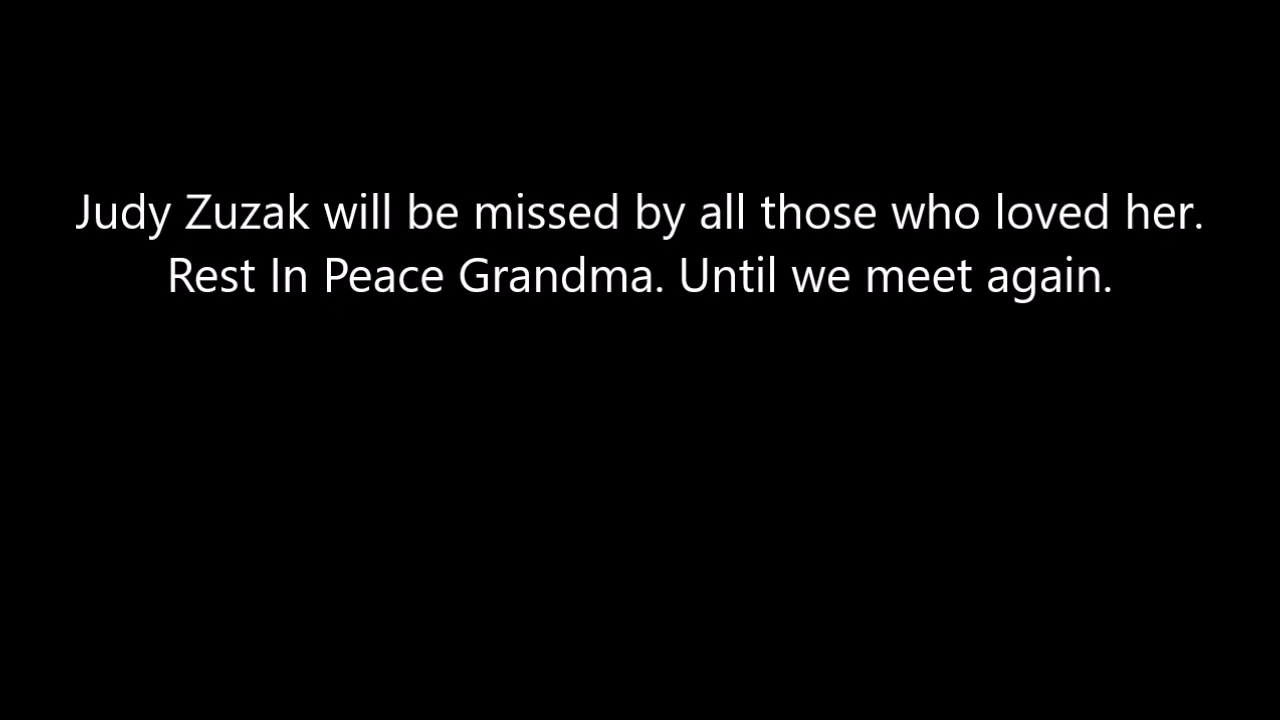 Judy Zuzak will be missed by all those who loved her.
Rest In Peace Grandma. Until we meet again.